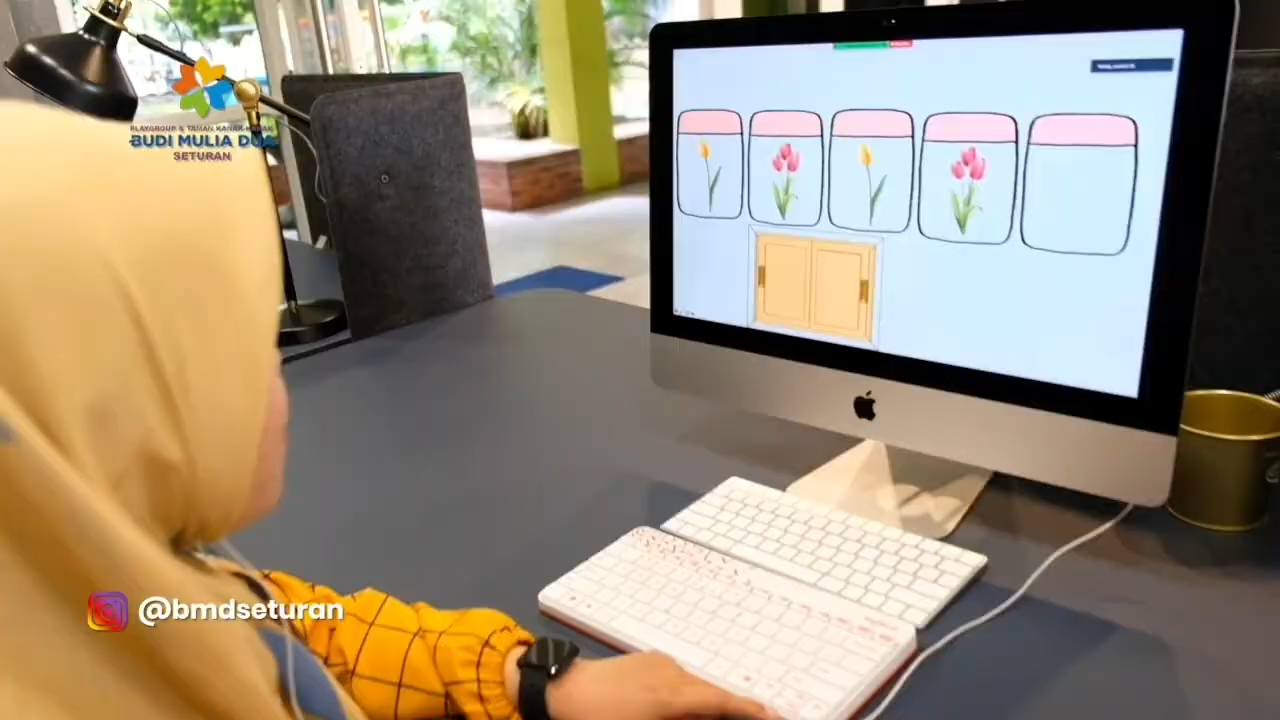 PLAYGROUP & TAMAN KANAK-KANAK
BUDI MULIA DUA
SETURAN
@bmdseturan